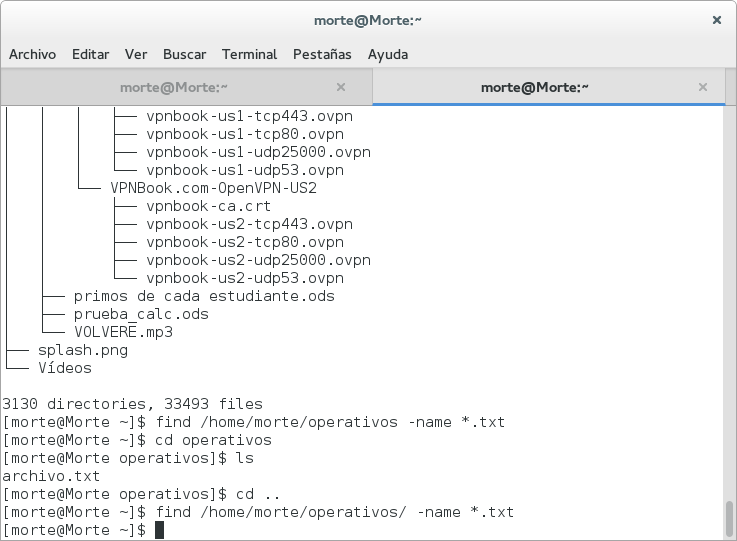 morte@Morte:~
Archivo Editar Ver Buscar Terminal Pestañas Ayuda
morte@Morte:~ morte@Morte:~
vpnbook-us1-tcp443.ovpn
vpnbook-us1-tcp80.ovpn
vpnbook-us1-udp25000.ovpn
vpnbook-us1-udp53.ovpn
VPNBook.com-OpenVPN-US2
vpnbook-ca.crt
vpnbook-us2-tcp443.ovpn
vpnbook-us2-tcp80.ovpn
vpnbook-us2-udp25000.ovpn
vpnbook-us2-udp53.ovpn
primos de cada estudiante.ods
prueba_calc.ods
VOLVERE.mp3
splash.png
Vídeos
3130 directories, 33493 files
[morte@Morte ~]$ find /home/morte/operativos -name *.txt
[morte@Morte ~]$ cd operativos
[morte@Morte operativos]$ ls
archivo.txt
[morte@Morte operativos]$ cd ..
[morte@Morte ~]$ find /home/morte/operativos/ -name *.txt
[morte@Morte ~]$